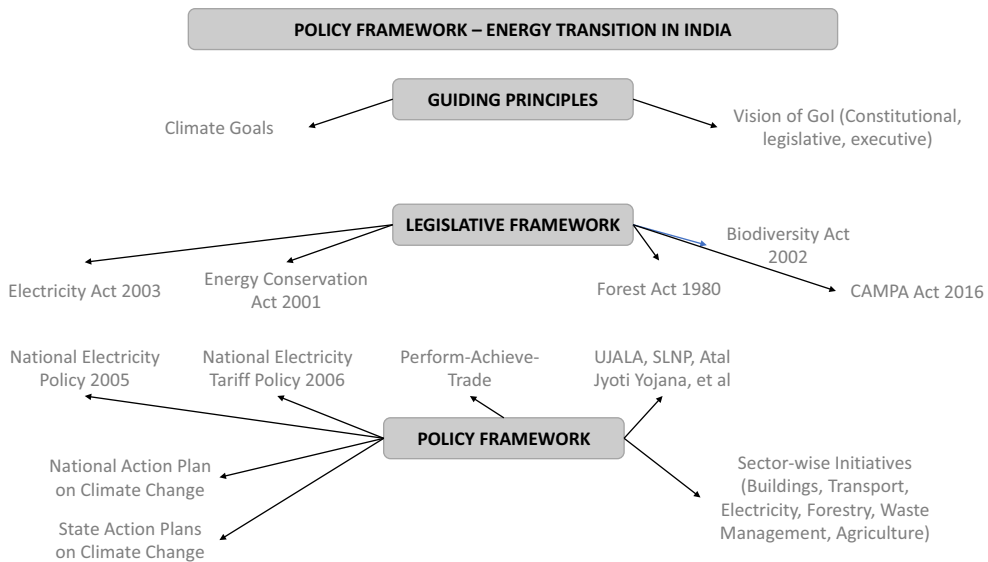 POLICY FRAMEWORK – ENERGY TRANSITION IN INDIA
GUIDING PRINCIPLES
Climate Goals
Vision of GoI (Constitutional,
legislative, executive)
LEGISLATIVE FRAMEWORK
Electricity Act 2003
Energy Conservation
Act 2001
Forest Act 1980
Biodiversity Act
2002
CAMPA Act 2016
National Electricity
Policy 2005
National Electricity
Tariff Policy 2006
Perform-Achieve-
Trade
UJALA, SLNP, Atal
Jyoti Yojana, et al
POLICY FRAMEWORK
National Action Plan
on Climate Change
State Action Plans
on Climate Change
Sector-wise Initiatives
(Buildings, Transport,
Electricity, Forestry, Waste
Management, Agriculture)